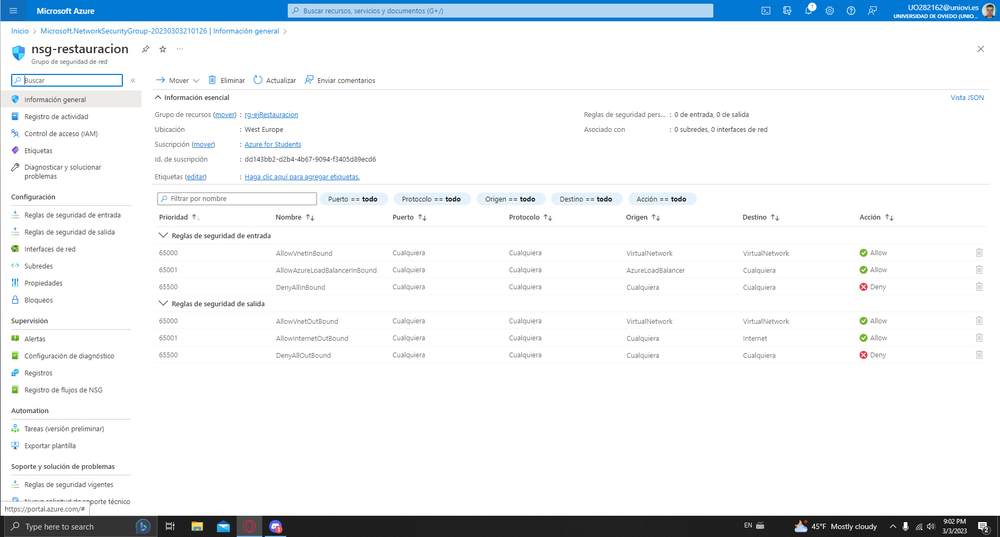 Microsoft Azure
Buscar recursos, servicios y documentos (G+/)
1
UO282162@uniovi.es
UNIVERSIDAD DE OVIEDO (UNIO...
Inicio > Microsoft.NetworkSecurityGroup-20230303210126 | Información general >
nsg-restauracion
Grupo de seguridad de red
Buscar
Información general
Registro de actividad
Control de acceso (IAM)
Etiquetas
Diagnosticar y solucionar
problemas
Configuración
Reglas de seguridad de entrada
Reglas de seguridad de salida
Interfaces de red
Subredes
Propiedades
Bloqueos
Supervisión
Alertas
Configuración de diagnóstico
Registros
Registro de flujos de NSG
Automation
Tareas (versión preliminar)
Exportar plantilla
Soporte y solución de problemas
Reglas de seguridad vigentes
Nueva solicitud de soporte técnico
https://portal.azure.com/#
Mover Eliminar Actualizar Enviar comentarios
Información esencial
Vista JSON
Grupo de recursos (mover) : rg-ejRestauracion
Ubicación : West Europe
Suscripción (mover) : Azure for Students
Id. de suscripción : dd143bb2-d2b4-4b67-9094-f3405d89ecd6
Etiquetas (editar) : Haga clic aquí para agregar etiquetas.
Reglas de seguridad pers... : 0 de entrada, 0 de salida
Asociado con : 0 subredes, 0 interfaces de red
Filtrar por nombre Puerto == todo Protocolo == todo Origen == todo Destino == todo Acción == todo
Prioridad Nombre Puerto Protocolo Origen Destino Acción
Reglas de seguridad de entrada
65000 AllowVnetInBound Cualquiera Cualquiera VirtualNetwork VirtualNetwork Allow
65001 AllowAzureLoadBalancerInBound Cualquiera Cualquiera AzureLoadBalancer Cualquiera Allow
65500 DenyAllInBound Cualquiera Cualquiera Cualquiera Cualquiera Deny
Reglas de seguridad de salida
65000 AllowVnetOutBound Cualquiera Cualquiera VirtualNetwork VirtualNetwork Allow
65001 AllowInternetOutBound Cualquiera Cualquiera Cualquiera Internet Allow
65500 DenyAllOutBound Cualquiera Cualquiera Cualquiera Cualquiera Deny
Type here to search
1
EN
45°F Mostly cloudy
9:02 PM
3/3/2023
2